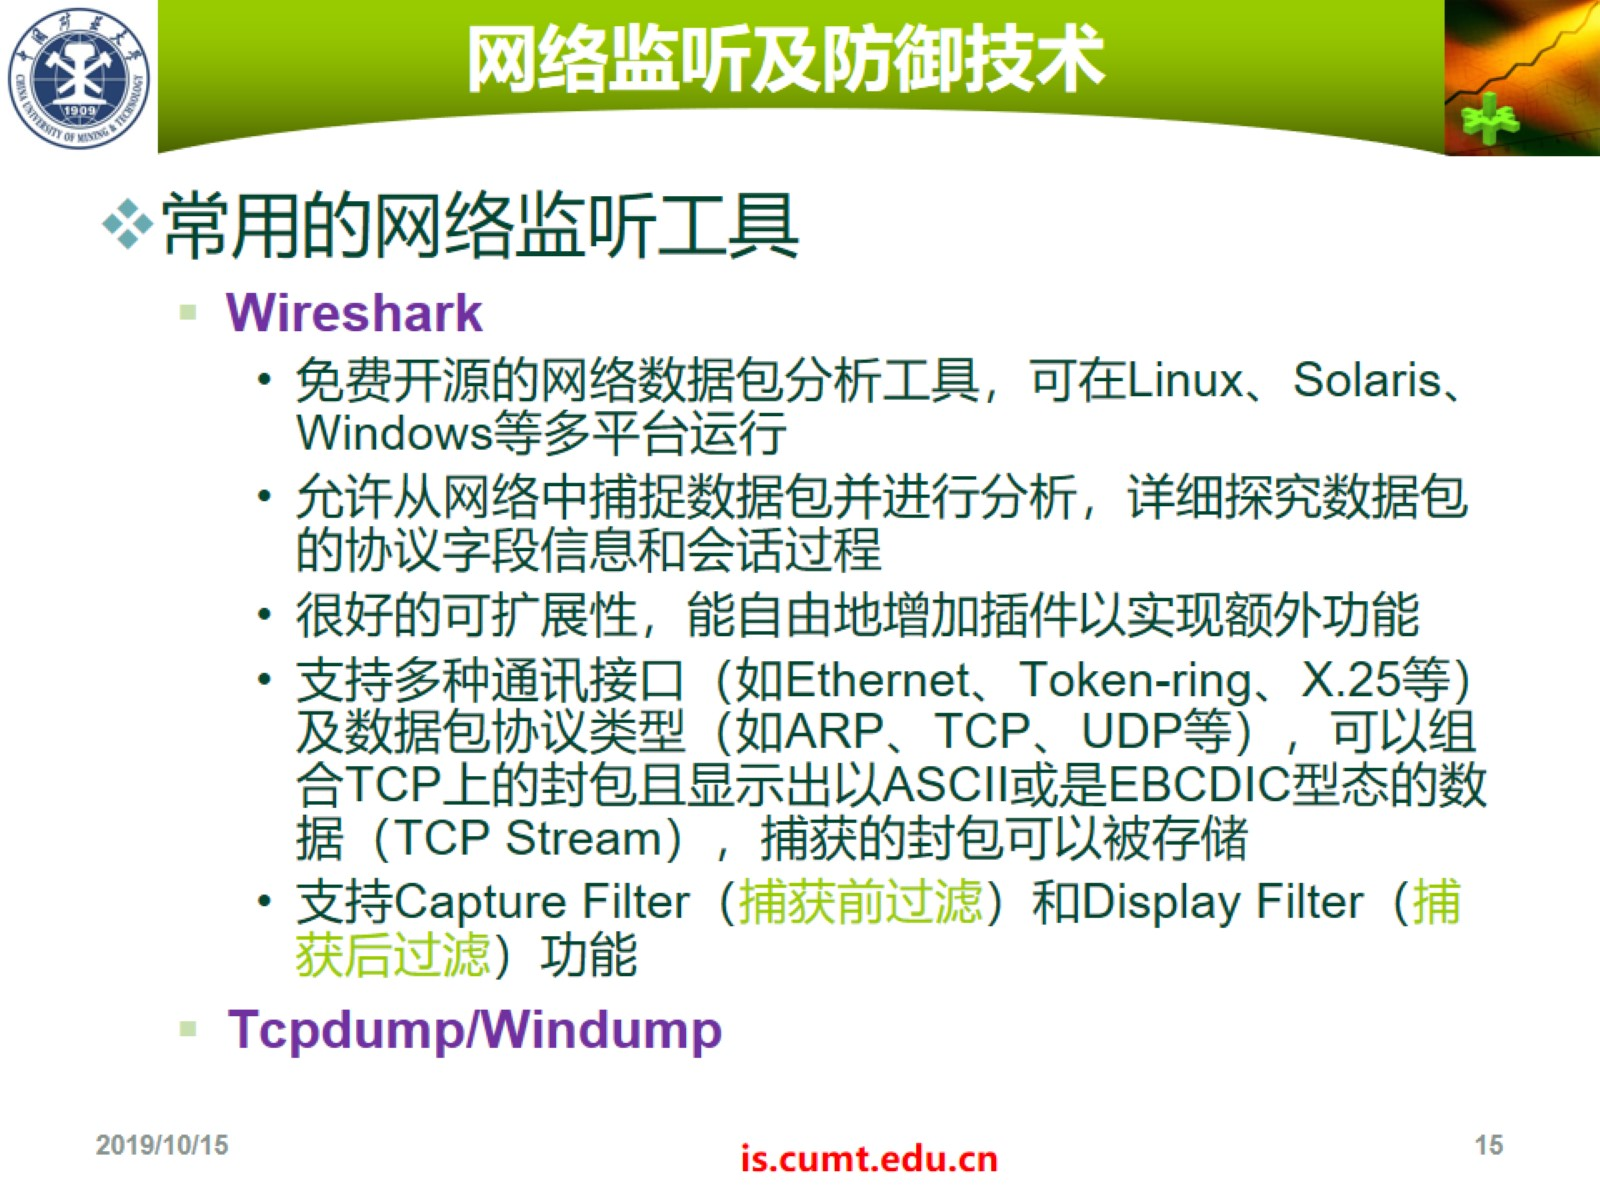 中国矿业大学
CHINA UNIVERSITY OF MINING & TECHNOLOGY
1909
网络监听及防御技术
常用的网络监听工具
Wireshark
• 免费开源的网络数据包分析工具，可在Linux、Solaris、
Windows等多平台运行
• 允许从网络中捕捉数据包并进行分析，详细探究数据包
的协议字段信息和会话过程
• 很好的可扩展性，能自由地增加插件以实现额外功能
• 支持多种通讯接口（如Ethernet、Token-ring、X.25等）
及数据包协议类型（如ARP、TCP、UDP等），可以组
合TCP上的封包且显示出以ASCII或是EBCDIC型态的数
据（TCP Stream），捕获的封包可以被存储
• 支持Capture Filter（捕获前过滤）和Display Filter（捕
获后过滤）功能
Tcpdump/Windump
2019/10/15
is.cumt.edu.cn
15